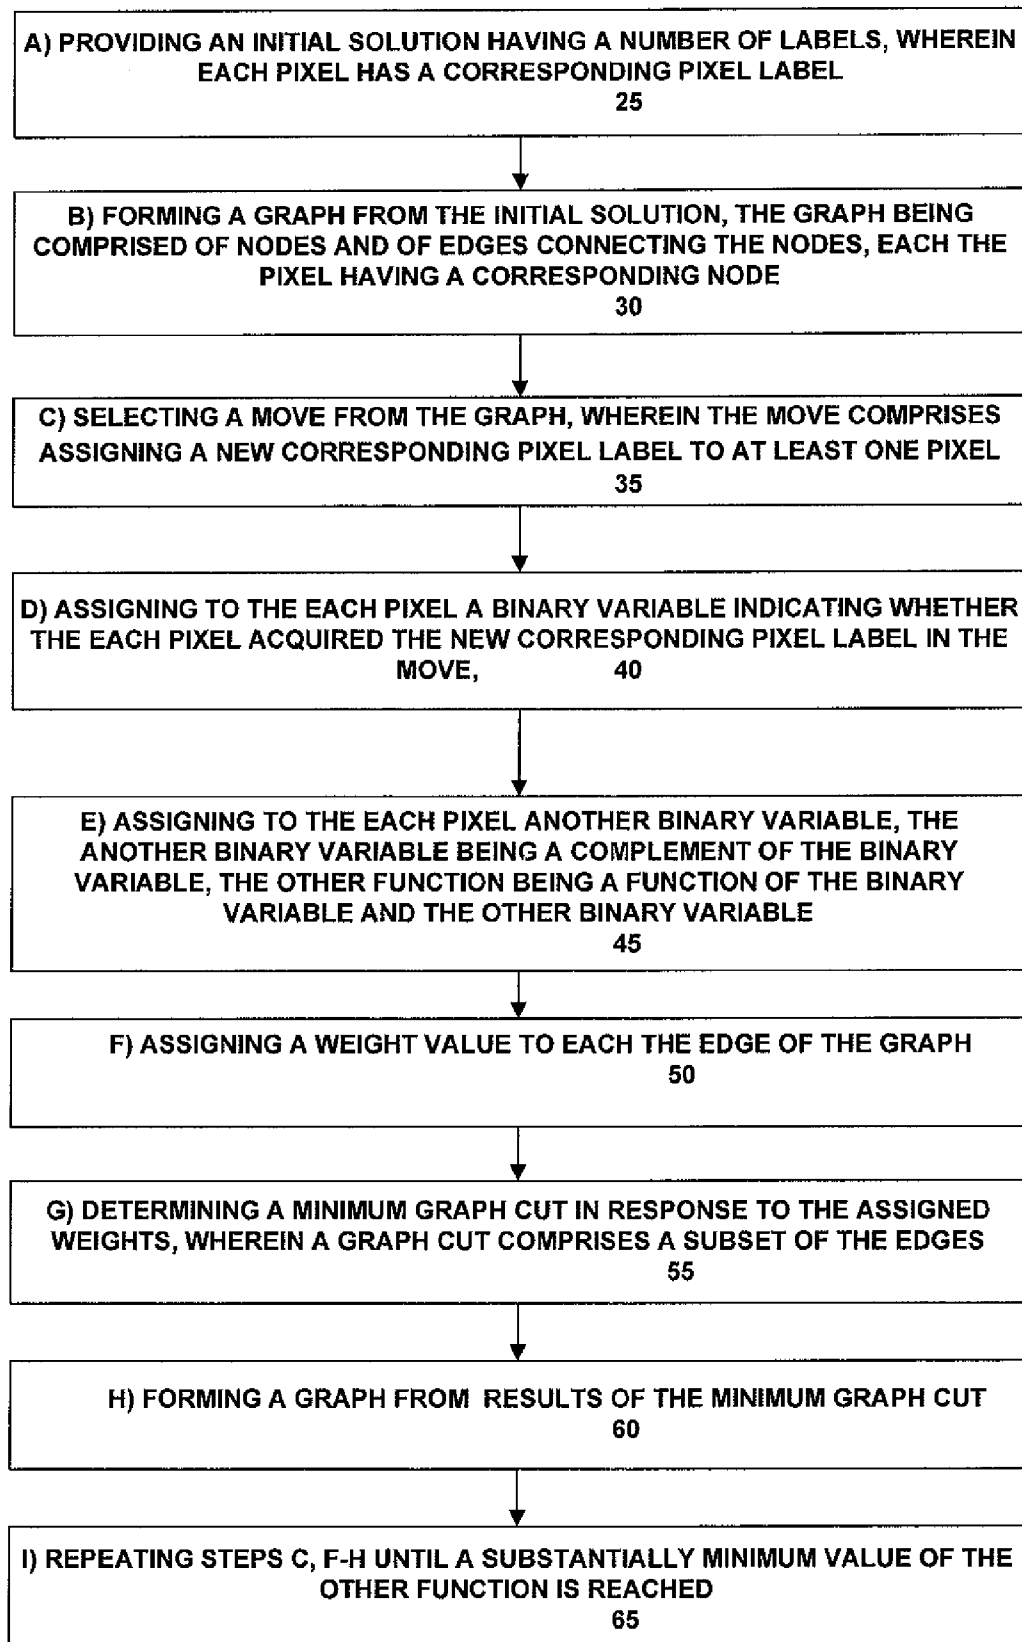 A) PROVIDING AN INITIAL SOLUTION HAVING A NUMBER OF LABELS, WHEREIN
EACH PIXEL HAS A CORRESPONDING PIXEL LABEL
25
B) FORMING A GRAPH FROM THE INITIAL SOLUTION, THE GRAPH BEING
COMPRISED OF NODES AND OF EDGES CONNECTING THE NODES, EACH THE
PIXEL HAVING A CORRESPONDING NODE
30
C) SELECTING A MOVE FROM THE GRAPH, WHEREIN THE MOVE COMPRISES
ASSIGNING A NEW CORRESPONDING PIXEL LABEL TO AT LEAST ONE PIXEL
35
D) ASSIGNING TO THE EACH PIXEL A BINARY VARIABLE INDICATING WHETHER
THE EACH PIXEL ACQUIRED THE NEW CORRESPONDING PIXEL LABEL IN THE
MOVE, 40
E) ASSIGNING TO THE EACH PIXEL ANOTHER BINARY VARIABLE, THE
ANOTHER BINARY VARIABLE BEING A COMPLEMENT OF THE BINARY
VARIABLE, THE OTHER FUNCTION BEING A FUNCTION OF THE BINARY
VARIABLE AND THE OTHER BINARY VARIABLE
45
F) ASSIGNING A WEIGHT VALUE TO EACH THE EDGE OF THE GRAPH
50
G) DETERMINING A MINIMUM GRAPH CUT IN RESPONSE TO THE ASSIGNED
WEIGHTS, WHEREIN A GRAPH CUT COMPRISES A SUBSET OF THE EDGES
55
H) FORMING A GRAPH FROM RESULTS OF THE MINIMUM GRAPH CUT
60
I) REPEATING STEPS C, F-H UNTIL A SUBSTANTIALLY MINIMUM VALUE OF THE
OTHER FUNCTION IS REACHED
65